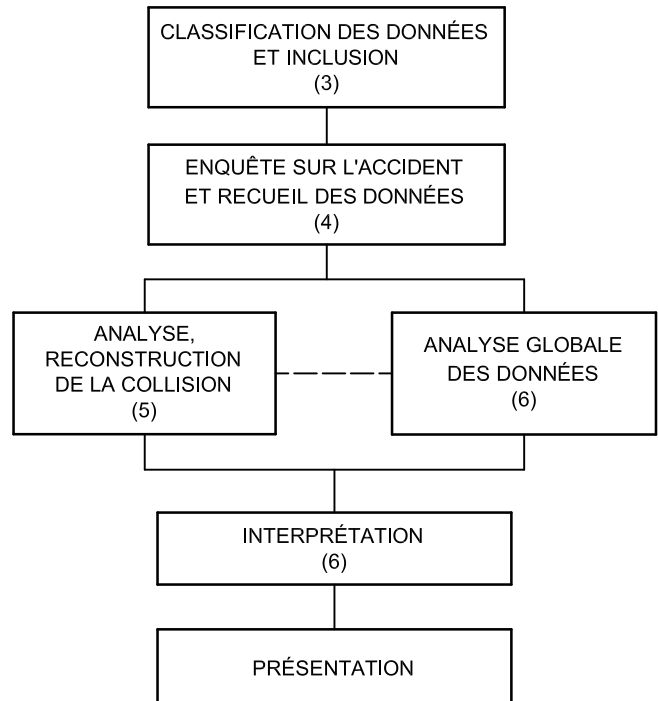 CLASSIFICATION DES DONNÉES
ET INCLUSION
(3)
ENQUÊTE SUR L'ACCIDENT
ET RECUEIL DES DONNÉES
(4)
ANALYSE,
RECONSTRUCTION
DE LA COLLISION
(5)
ANALYSE GLOBALE
DES DONNÉES
(6)
INTERPRÉTATION
(6)
PRÉSENTATION